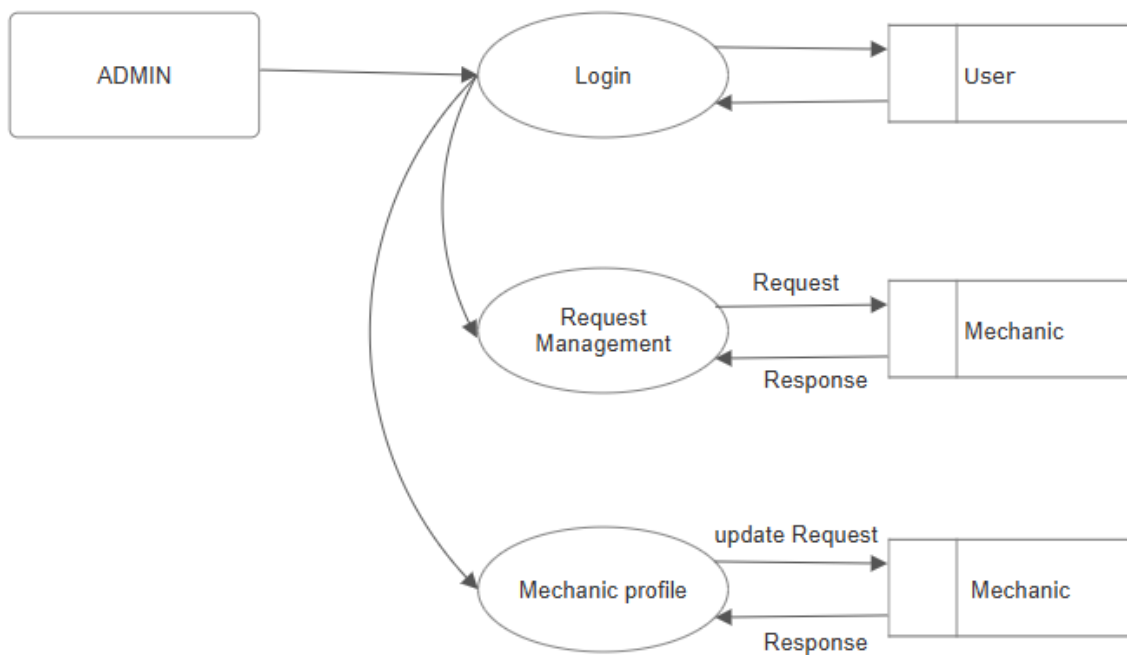 ADMIN
Login
User
Request
Request
Management
Mechanic
Response
update Request
Mechanic profile
Mechanic
Response